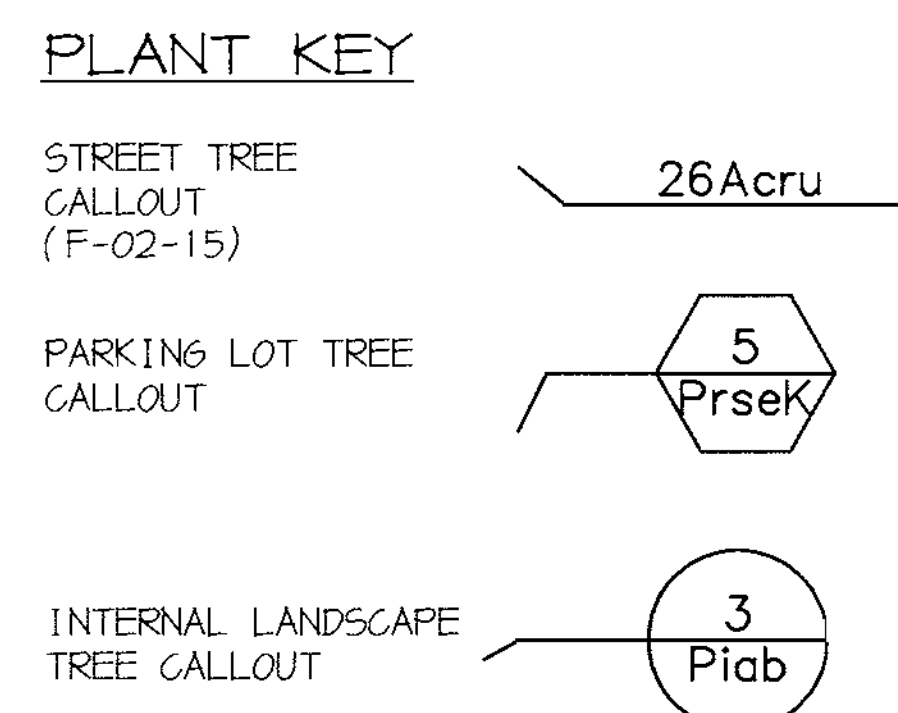 PLANT KEY
STREET TREE
CALLOUT
(F-02-15)
26Acru
PARKING LOT TREE
CALLOUT
5
PrseK
INTERNAL LANDSCAPE
TREE CALLOUT
3
Piab